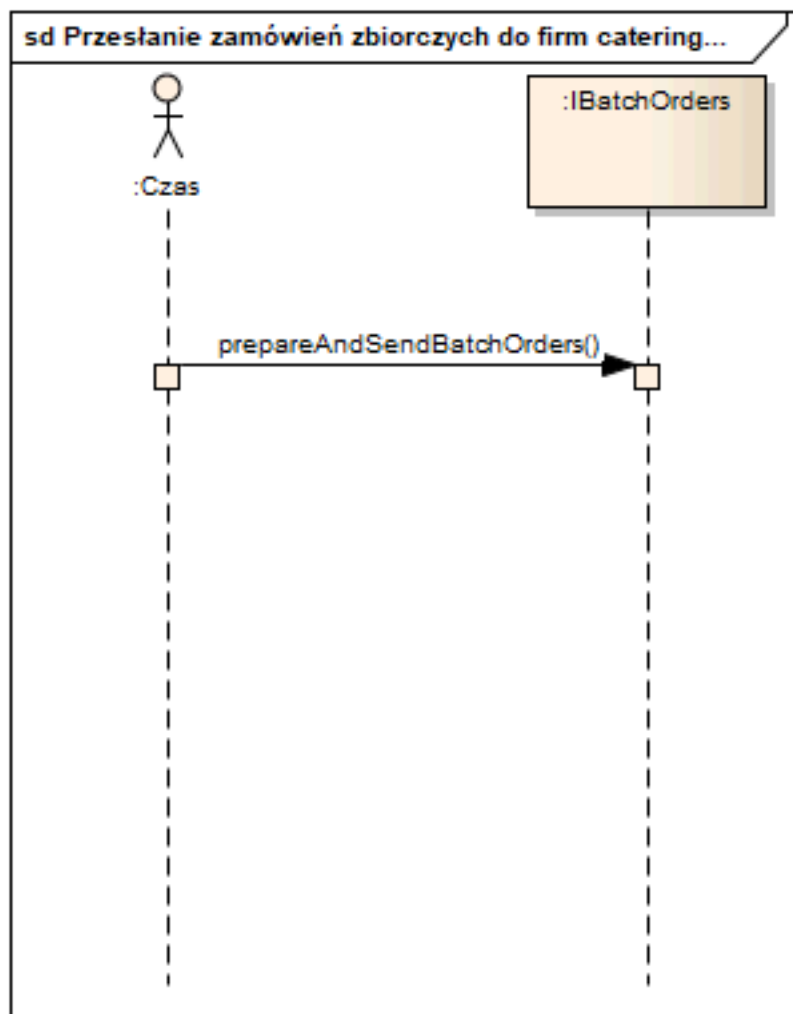 sd Przesłanie zamówień zbiorczych do firm catering...
:IBatchOrders
:Czas
prepareAndSendBatchOrders()